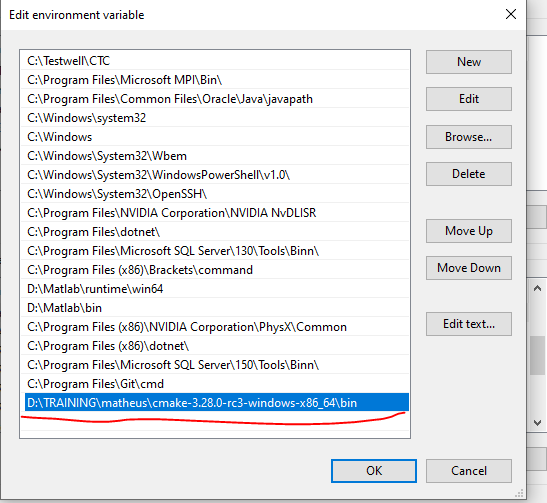 Edit environment variable
C:\Testwell\CTC
C:\Program Files\Microsoft MPI\Bin\
C:\Program Files\Common Files\Oracle\Java\javapath
C:\Windows\system32
C:\Windows
C:\Windows\System32\Wbem
C:\Windows\System32\WindowsPowerShell\v1.0\
C:\Windows\System32\OpenSSH\
C:\Program Files\NVIDIA Corporation\NVIDIA NvDLISR
C:\Program Files\dotnet\
C:\Program Files\Microsoft SQL Server\130\Tools\Binn\
C:\Program Files (x86)\Brackets\command
D:\Matlab\runtime\win64
D:\Matlab\bin
C:\Program Files (x86)\NVIDIA Corporation\PhysX\Common
C:\Program Files (x86)\dotnet\
C:\Program Files\Microsoft SQL Server\150\Tools\Binn\
C:\Program Files\Git\cmd
D:\TRAINING\matheus\cmake-3.28.0-rc3-windows-x86_64\bin
New
Edit
Browse...
Delete
Move Up
Move Down
Edit text...
OK
Cancel